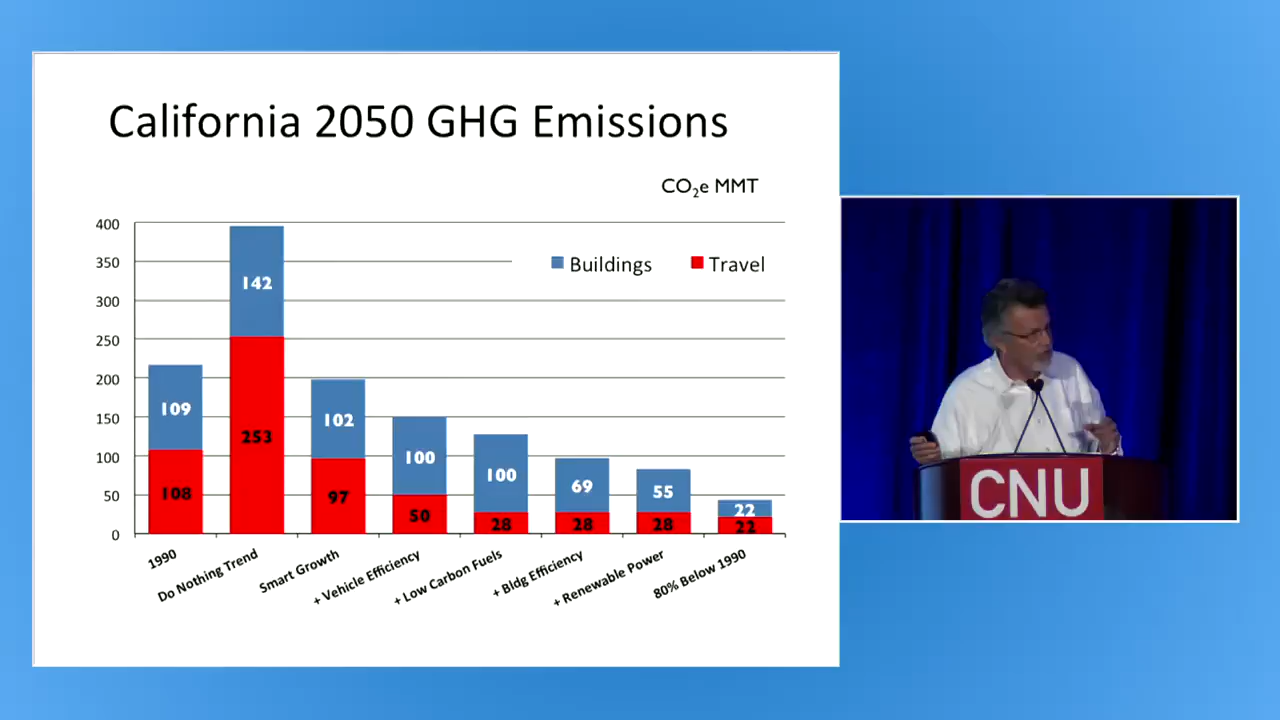 California 2050 GHG Emissions
CO₂e MMT
400
350
300
250
200
150
100
50
0
Buildings
Travel
109
108
142
253
102
97
100
50
100
28
69
28
55
28
22
22
1990
Do Nothing Trend
Smart Growth
+ Vehicle Efficiency
+ Low Carbon Fuels
+ Bldg Efficiency
+ Renewable Power
80% Below 1990
CNU